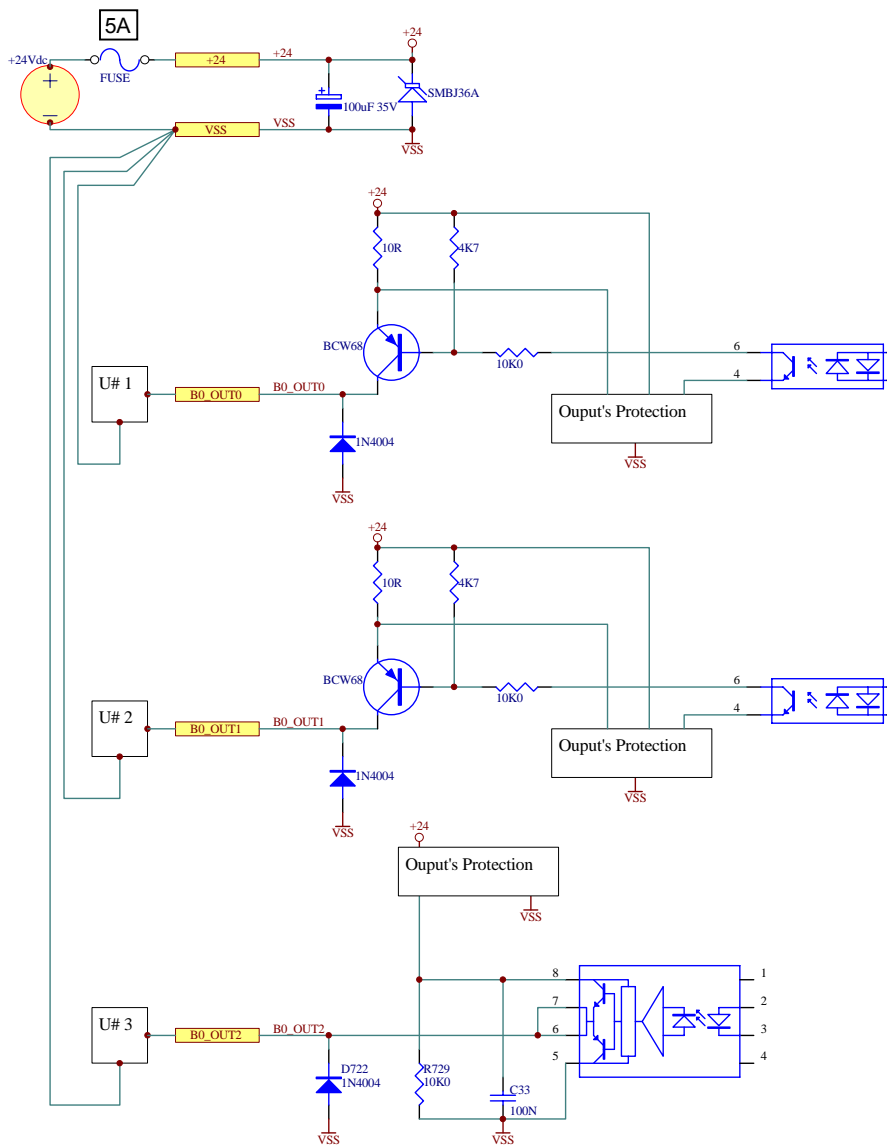 5A
+24Vdc
FUSE
+24
+24
+24
100uF 35V
SMBJ36A
VSS
VSS
VSS
+24
10R
4K7
BCW68
10K0
6
4
U# 1
B0_OUT0
B0_OUT0
Ouput's Protection
1N4004
VSS
VSS
+24
10R
4K7
BCW68
10K0
6
4
U# 2
B0_OUT1
B0_OUT1
Ouput's Protection
1N4004
VSS
VSS
+24
Ouput's Protection
VSS
8
7
6
5
1
2
3
4
U# 3
B0_OUT2
B0_OUT2
D722
1N4004
R729
10K0
C33
100N
VSS
VSS